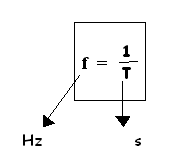 f = 1/T
Hz s